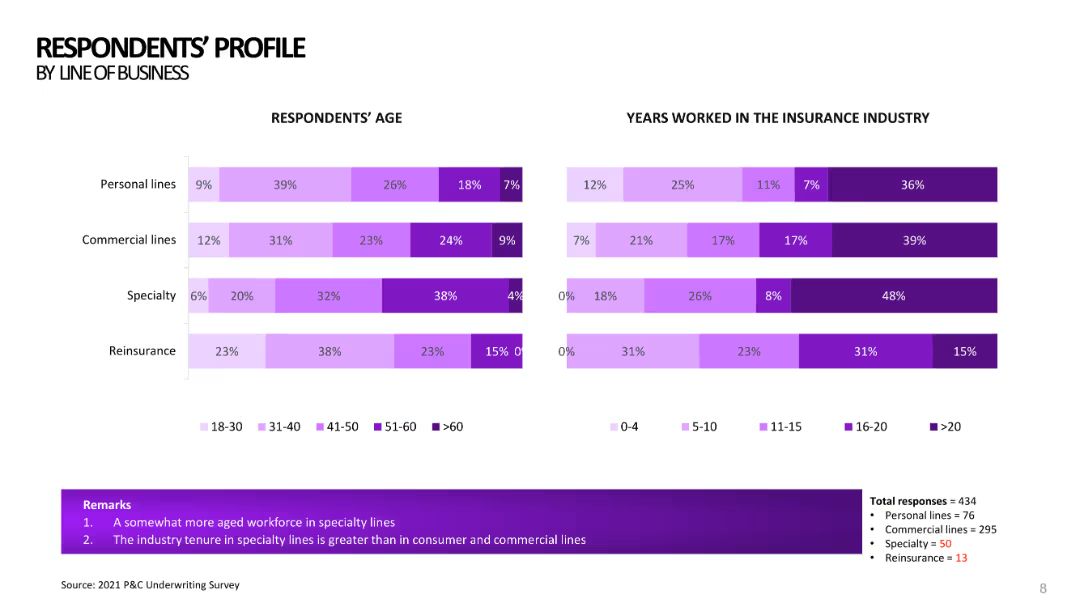 RESPONDENTS' PROFILE
BY LINE OF BUSINESS
RESPONDENTS' AGE
YEARS WORKED IN THE INSURANCE INDUSTRY
Personal lines 9% 39% 26% 18% 7% 12% 25% 11% 7% 36%
Commercial lines 12% 31% 23% 24% 9% 7% 21% 17% 17% 39%
Specialty 6% 20% 32% 38% 4% 0% 18% 26% 8% 48%
Reinsurance 23% 38% 23% 15% 0% 0% 31% 23% 31% 15%
18-30 31-40 41-50 51-60 >60
0-4 5-10 11-15 16-20 >20
Remarks
1. A somewhat more aged workforce in specialty lines
2. The industry tenure in specialty lines is greater than in consumer and commercial lines
Total responses = 434
• Personal lines = 76
• Commercial lines = 295
• Specialty = 50
• Reinsurance = 13
Source: 2021 P&C Underwriting Survey
8